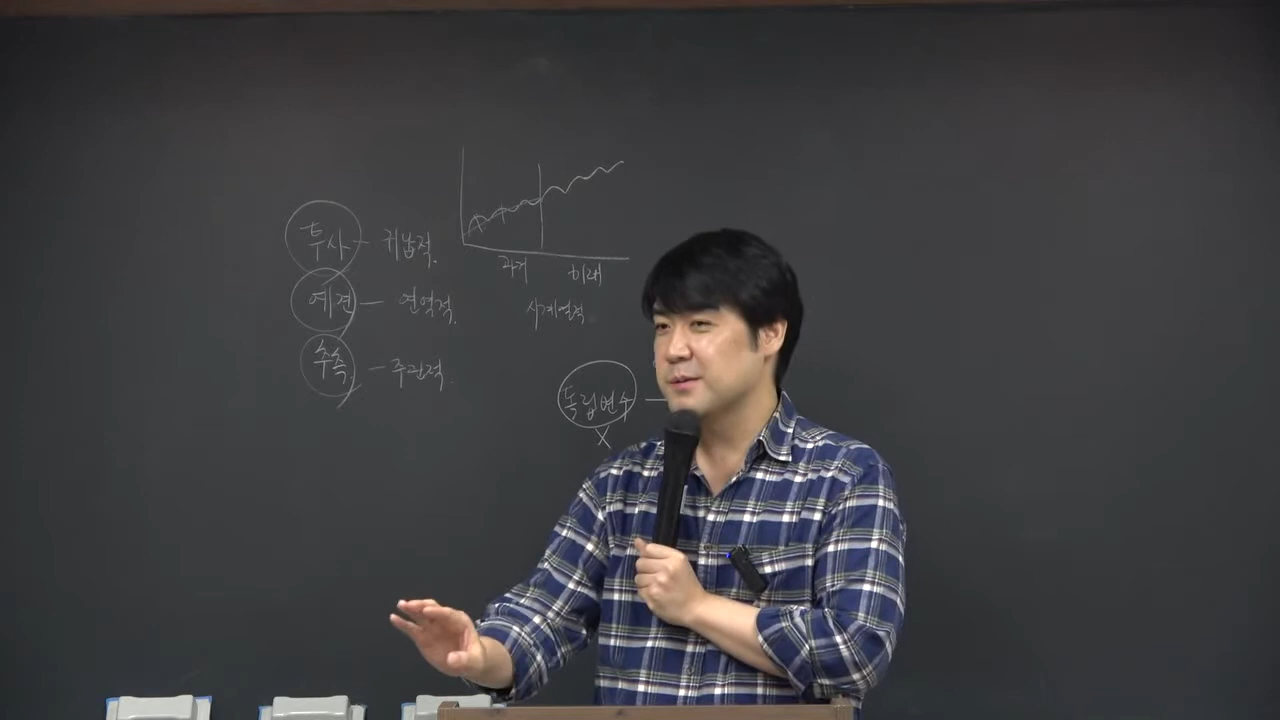 투사 - 귀납적.
예견 - 연역적.
추측 - 주관적.
과거 미래
시계열적
독립변수 -
X